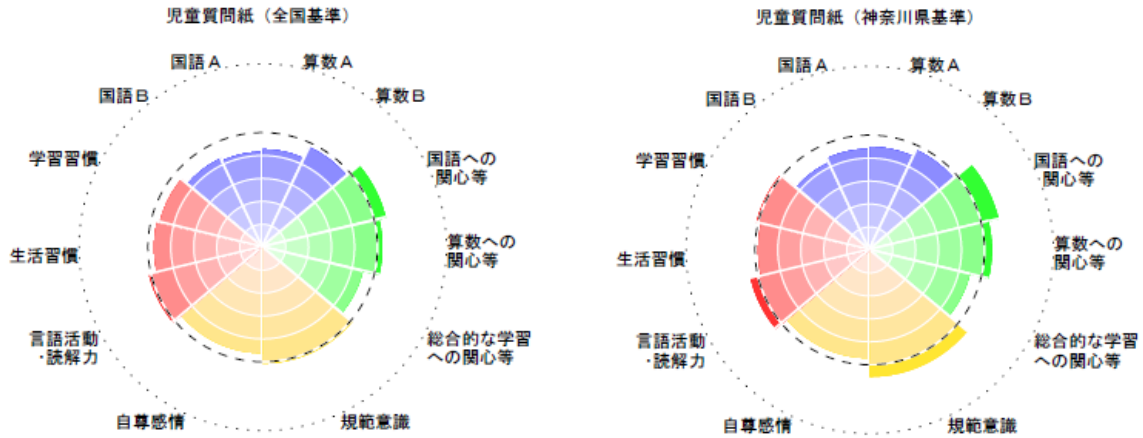 児童質問紙（全国基準）
国語Ａ
算数Ａ
国語Ｂ
算数Ｂ
学習習慣
国語への
関心等
生活習慣
算数への
関心等
言語活動
・読解力
総合的な学習
への関心等
自尊感情
規範意識
児童質問紙（神奈川県基準）
国語Ａ
算数Ａ
国語Ｂ
算数Ｂ
学習習慣
国語への
関心等
生活習慣
算数への
関心等
言語活動
・読解力
総合的な学習
への関心等
自尊感情
規範意識